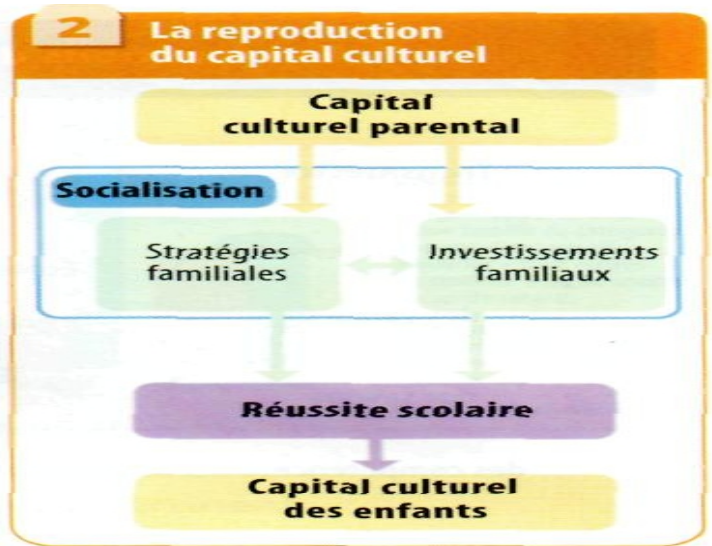 2
La reproduction
du capital culturel
Capital
culturel parental
Socialisation
Stratégies
familiales
Investissements
familiaux
Réussite scolaire
Capital culturel
des enfants